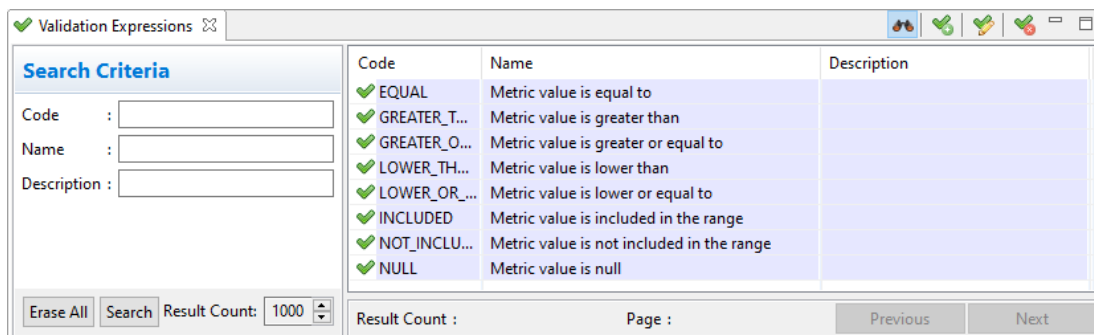 Validation Expressions
Search Criteria
Code :
Name :
Description :
Erase All Search Result Count: 1000
Code Name Description
EQUAL Metric value is equal to
GREATER_T... Metric value is greater than
GREATER_O... Metric value is greater or equal to
LOWER_TH... Metric value is lower than
LOWER_OR_... Metric value is lower or equal to
INCLUDED Metric value is included in the range
NOT_INCLU... Metric value is not included in the range
NULL Metric value is null
Result Count : Page : Previous Next